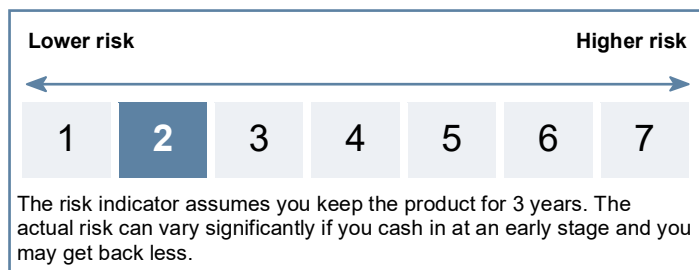 Lower risk Higher risk
1 2 3 4 5 6 7
The risk indicator assumes you keep the product for 3 years. The
actual risk can vary significantly if you cash in at an early stage and you
may get back less.